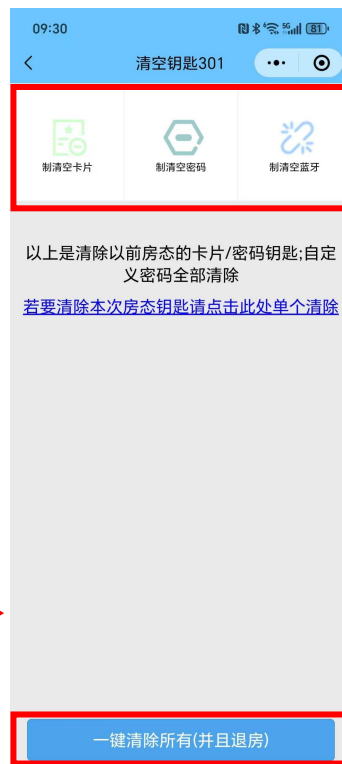 09:30 5G 81
清空钥匙301
制清空卡片 制清空密码 制清空蓝牙
以上是清除以前房态的卡片/密码钥匙;自定
义密码全部清除
若要清除本次房态钥匙请点击此处单个清除
一键清除所有(并且退房)